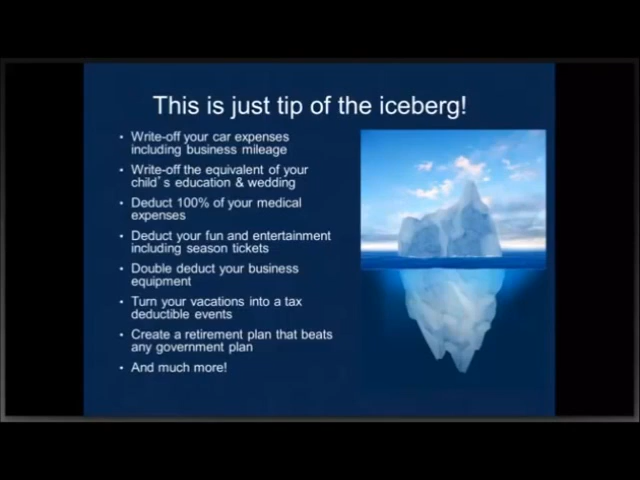 This is just tip of the iceberg!
• Write-off your car expenses
including business mileage
• Write-off the equivalent of your
child's education & wedding
• Deduct 100% of your medical
expenses
• Deduct your fun and entertainment
including season tickets
• Double deduct your business
equipment
• Turn your vacations into a tax
deductible events
• Create a retirement plan that beats
any government plan
• And much more!